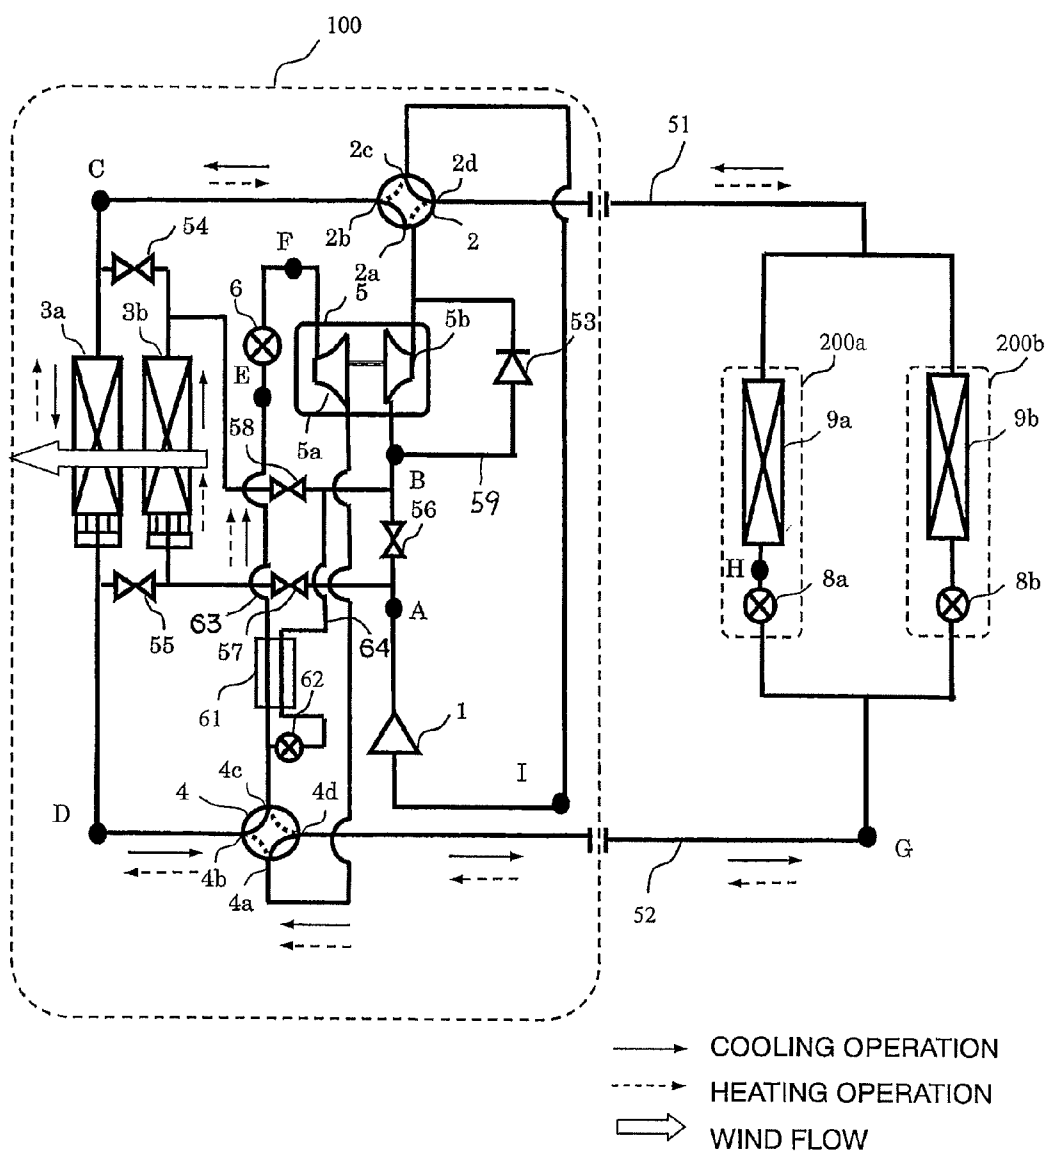 100
51
C
2c
2d
2b
2
2a
54
F
6
5
5b
53
3a
3b
E
200a
200b
58
5a
9a
9b
B
59
56
H
8a
8b
A
63
57
64
55
61
62
1
I
D
4
4c
4d
4b
4a
G
52
COOLING OPERATION
HEATING OPERATION
WIND FLOW